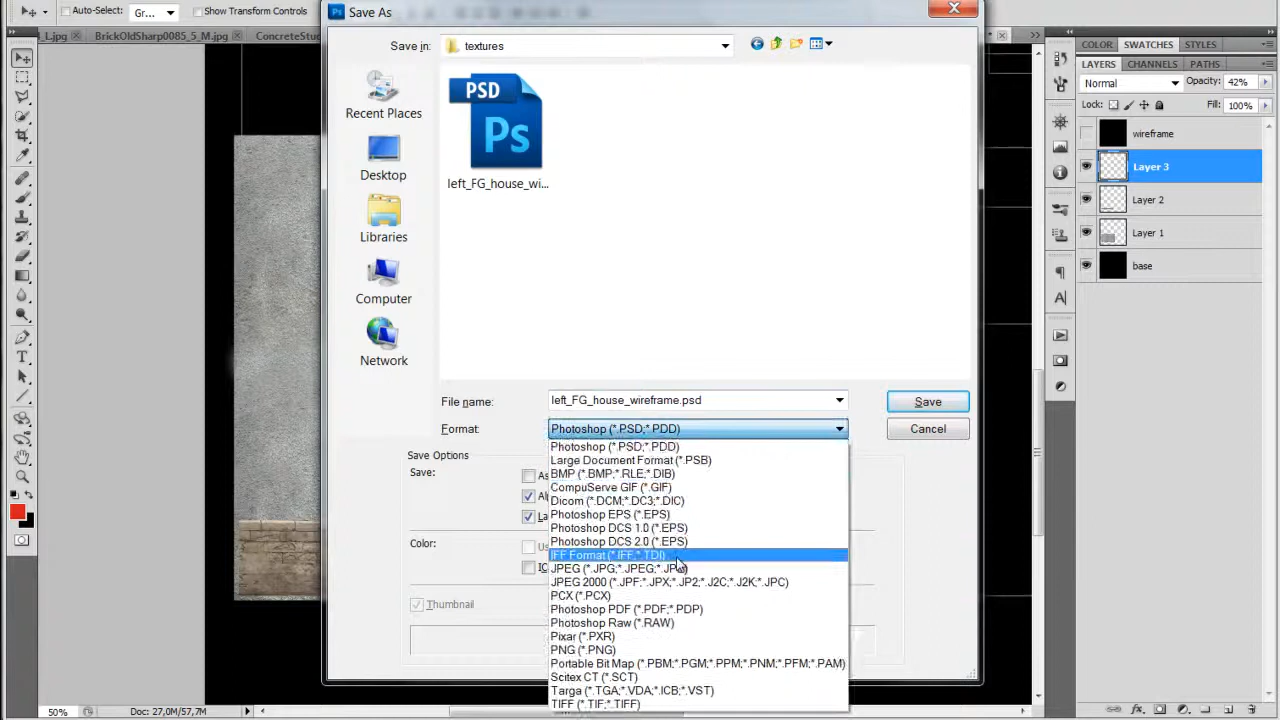 Auto-Select: Gr... Show Transform Controls
Save As
_L.jpg BrickOldSharp0085_5_M.jpg
Save in: textures
COLOR SWATCHES STYLES
LAYERS CHANNELS PATHS
Normal Opacity: 42%
Lock: Fill: 100%
wireframe
Layer 3
Layer 2
Layer 1
base
Recent Places
Desktop
Libraries
Computer
Network
PSD
Ps
left_FG_house_wi...
File name: left_FG_house_wireframe.psd Save
Format: Photoshop (*.PSD;*.PDD) Cancel
Photoshop (*.PSD;*.PDD)
Large Document Format (*.PSB)
BMP (*.BMP;*.RLE;*.DIB)
CompuServe GIF (*.GIF)
Dicom (*.DCM;*.DC3;*.DIC)
Photoshop EPS (*.EPS)
Photoshop DCS 1.0 (*.EPS)
Photoshop DCS 2.0 (*.EPS)
IFF Format (*.IFF;*.TDI)
JPEG (*.JPG;*.JPEG;*.JPE)
JPEG 2000 (*.JPF;*.JPX;*.JP2;*.J2C;*.J2K;*.JPC)
PCX (*.PCX)
Photoshop PDF (*.PDF;*.PDP)
Photoshop Raw (*.RAW)
Pixar (*.PXR)
PNG (*.PNG)
Portable Bit Map (*.PBM;*.PGM;*.PPM;*.PNM;*.PFM;*.PAM)
Scitex CT (*.SCT)
Targa (*.TGA;*.VDA;*.ICB;*.VST)
TIFF (*.TIF;*.TIFF)
Save Options
Save:
Color:
Thumbnail
50% Doc: 27,0M/57,7M